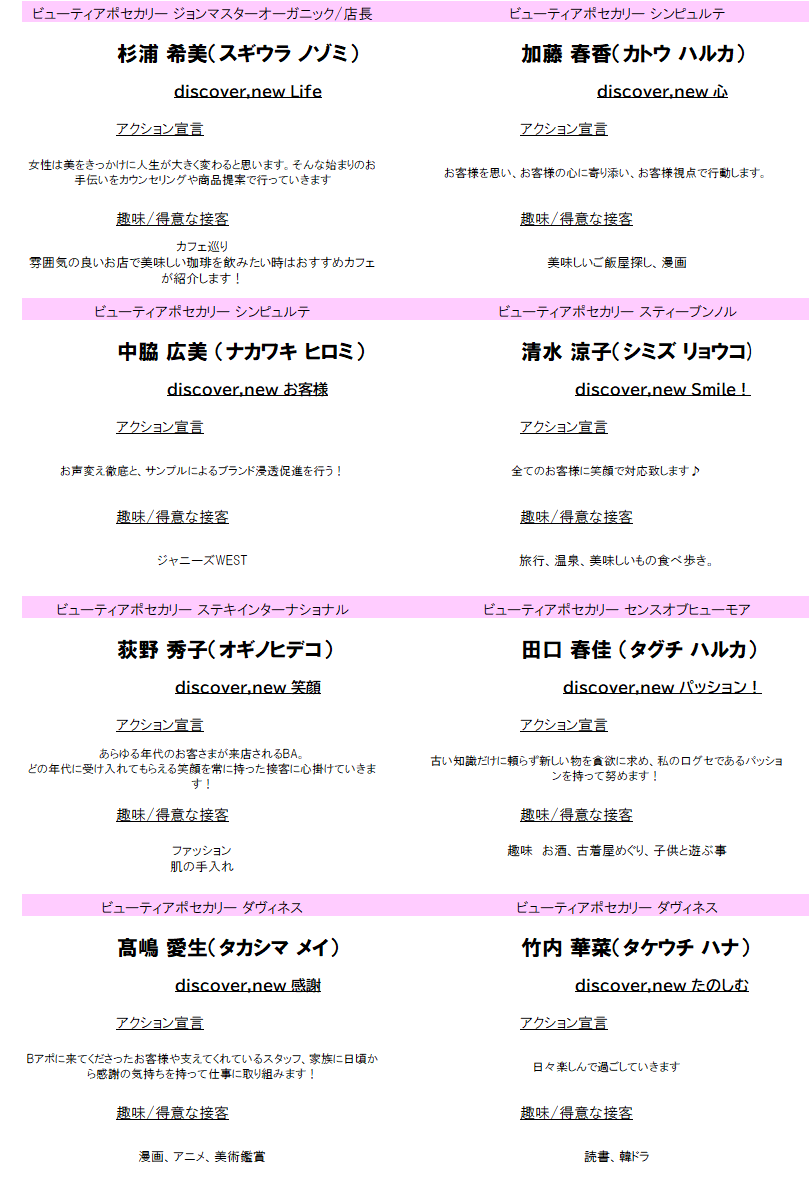 ビューティアポセカリー ジョンマスターオーガニック/店長
杉浦 希美(スギウラ ノゾミ)
discover,new Life
アクション宣言
女性は美をきっかけに人生が大きく変わると思います。そんな始まりのお
手伝いをカウンセリングや商品提案で行っていきます
趣味/得意な接客
カフェ巡り
雰囲気の良いお店で美味しい珈琲を飲みたい時はおすすめカフェ
が紹介します！
ビューティアポセカリー シンピュルテ
加藤 春香(カトウ ハルカ)
discover,new 心
アクション宣言
お客様を思い、お客様の心に寄り添い、お客様視点で行動します。
趣味/得意な接客
美味しいご飯屋探し、漫画
ビューティアポセカリー シンピュルテ
中脇 広美 (ナカワキ ヒロミ)
discover,new お客様
アクション宣言
お声変え徹底と、サンプルによるブランド浸透促進を行う！
趣味/得意な接客
ジャニーズWEST
ビューティアポセカリー スティーブンノル
清水 涼子(シミズ リョウコ)
discover,new Smile！
アクション宣言
全てのお客様に笑顔で対応致します♪
趣味/得意な接客
旅行、温泉、美味しいもの食べ歩き。
ビューティアポセカリー ステキインターナショナル
荻野 秀子(オギノヒデコ)
discover,new 笑顔
アクション宣言
あらゆる年代のお客さまが来店されるBA。
どの年代に受け入れてもらえる笑顔を常に持った接客に心掛けていきま
す！
趣味/得意な接客
ファッション
肌の手入れ
ビューティアポセカリー センスオブヒューモア
田口 春佳 (タグチ ハルカ)
discover,new パッション！
アクション宣言
古い知識だけに頼らず新しい物を貪欲に求め、私のログセであるパッショ
ンを持って努めます！
趣味/得意な接客
趣味　お酒、古着屋めぐり、子供と遊ぶ事
ビューティアポセカリー ダヴィネス
髙嶋 愛生(タカシマ メイ)
discover,new 感謝
アクション宣言
Bアポに来てくださったお客様や支えてくれているスタッフ、家族に日頃か
ら感謝の気持ちを持って仕事に取り組みます！
趣味/得意な接客
漫画、アニメ、美術鑑賞
ビューティアポセカリー ダヴィネス
竹内 華菜(タケウチ ハナ)
discover,new たのしむ
アクション宣言
日々楽しんで過ごしていきます
趣味/得意な接客
読書、韓ドラ